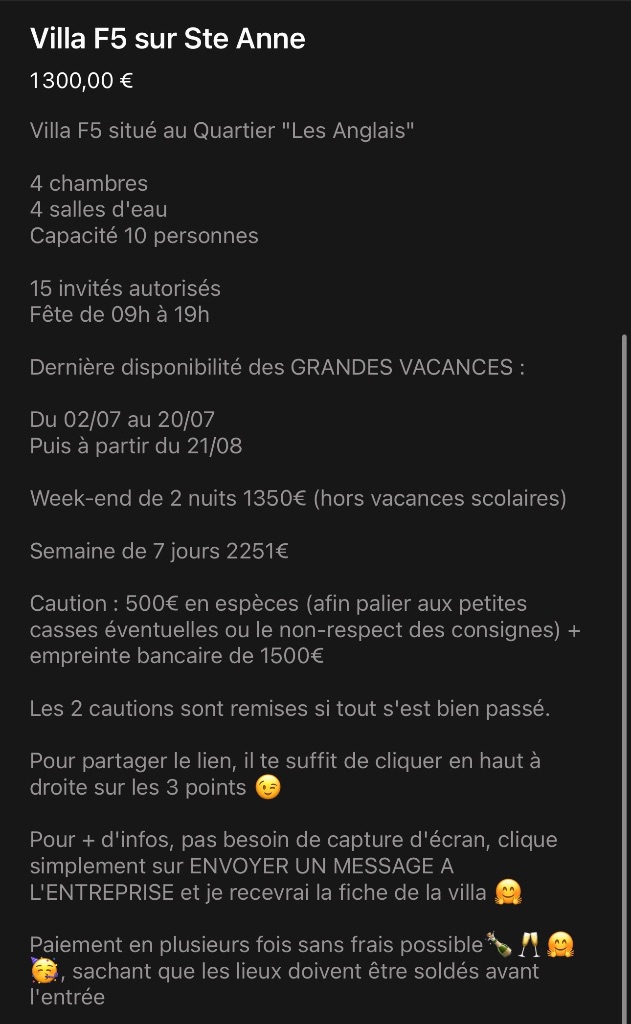 Villa F5 sur Ste Anne
1 300,00 €
Villa F5 situé au Quartier "Les Anglais"
4 chambres
4 salles d'eau
Capacité 10 personnes
15 invités autorisés
Fête de 09h à 19h
Dernière disponibilité des GRANDES VACANCES :
Du 02/07 au 20/07
Puis à partir du 21/08
Week-end de 2 nuits 1350€ (hors vacances scolaires)
Semaine de 7 jours 2251€
Caution : 500€ en espèces (afin palier aux petites
casses éventuelles ou le non-respect des consignes) +
empreinte bancaire de 1500€
Les 2 cautions sont remises si tout s'est bien passé.
Pour partager le lien, il te suffit de cliquer en haut à
droite sur les 3 points 😉
Pour + d'infos, pas besoin de capture d'écran, clique
simplement sur ENVOYER UN MESSAGE A
L'ENTREPRISE et je recevrai la fiche de la villa 🤗
Paiement en plusieurs fois sans frais possible🍾🥂🤗
🥳, sachant que les lieux doivent être soldés avant
l'entrée